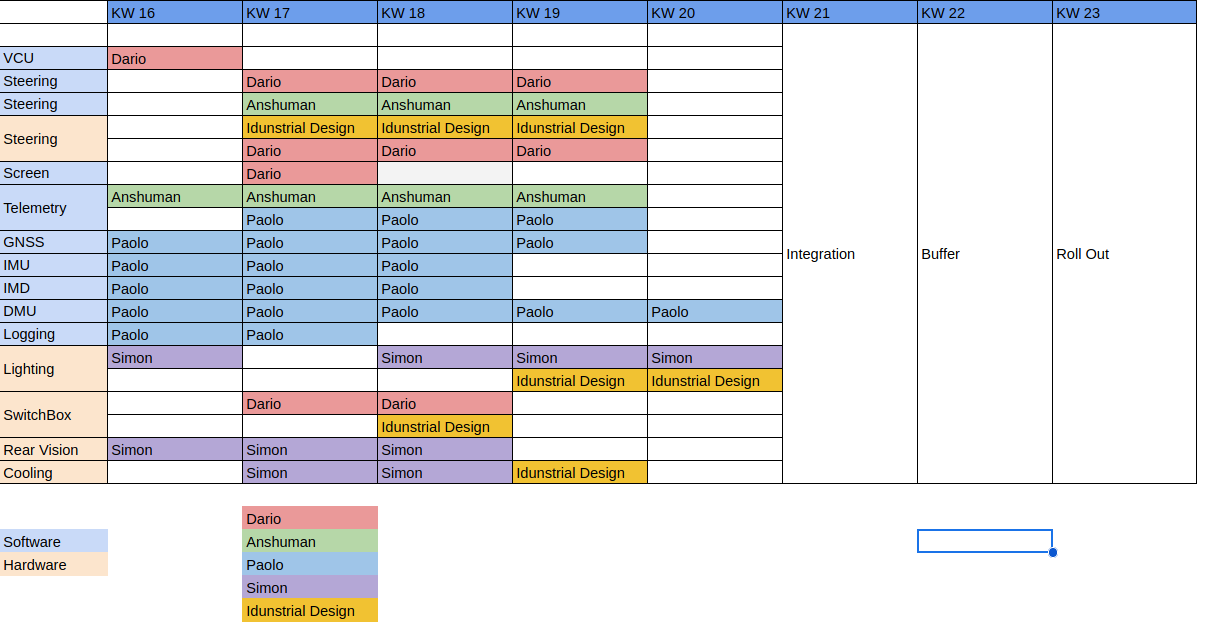 KW 16 KW 17 KW 18 KW 19 KW 20 KW 21 KW 22 KW 23
VCU Dario
Steering Dario Dario Dario
Steering Anshuman Anshuman Anshuman
Steering Idunstrial Design Idunstrial Design Idunstrial Design
Dario Dario Dario
Screen Dario
Telemetry Anshuman Anshuman Anshuman Anshuman
Paolo Paolo Paolo
GNSS Paolo Paolo Paolo Paolo
Integration Buffer Roll Out
IMU Paolo Paolo Paolo
IMD Paolo Paolo Paolo
DMU Paolo Paolo Paolo Paolo Paolo
Logging Paolo Paolo
Lighting Simon Simon Simon Simon
Idunstrial Design Idunstrial Design
SwitchBox Dario Dario
Idunstrial Design
Rear Vision Simon Simon Simon
Cooling Simon Simon Idunstrial Design
Dario
Software Anshuman
Hardware Paolo
Simon
Idunstrial Design